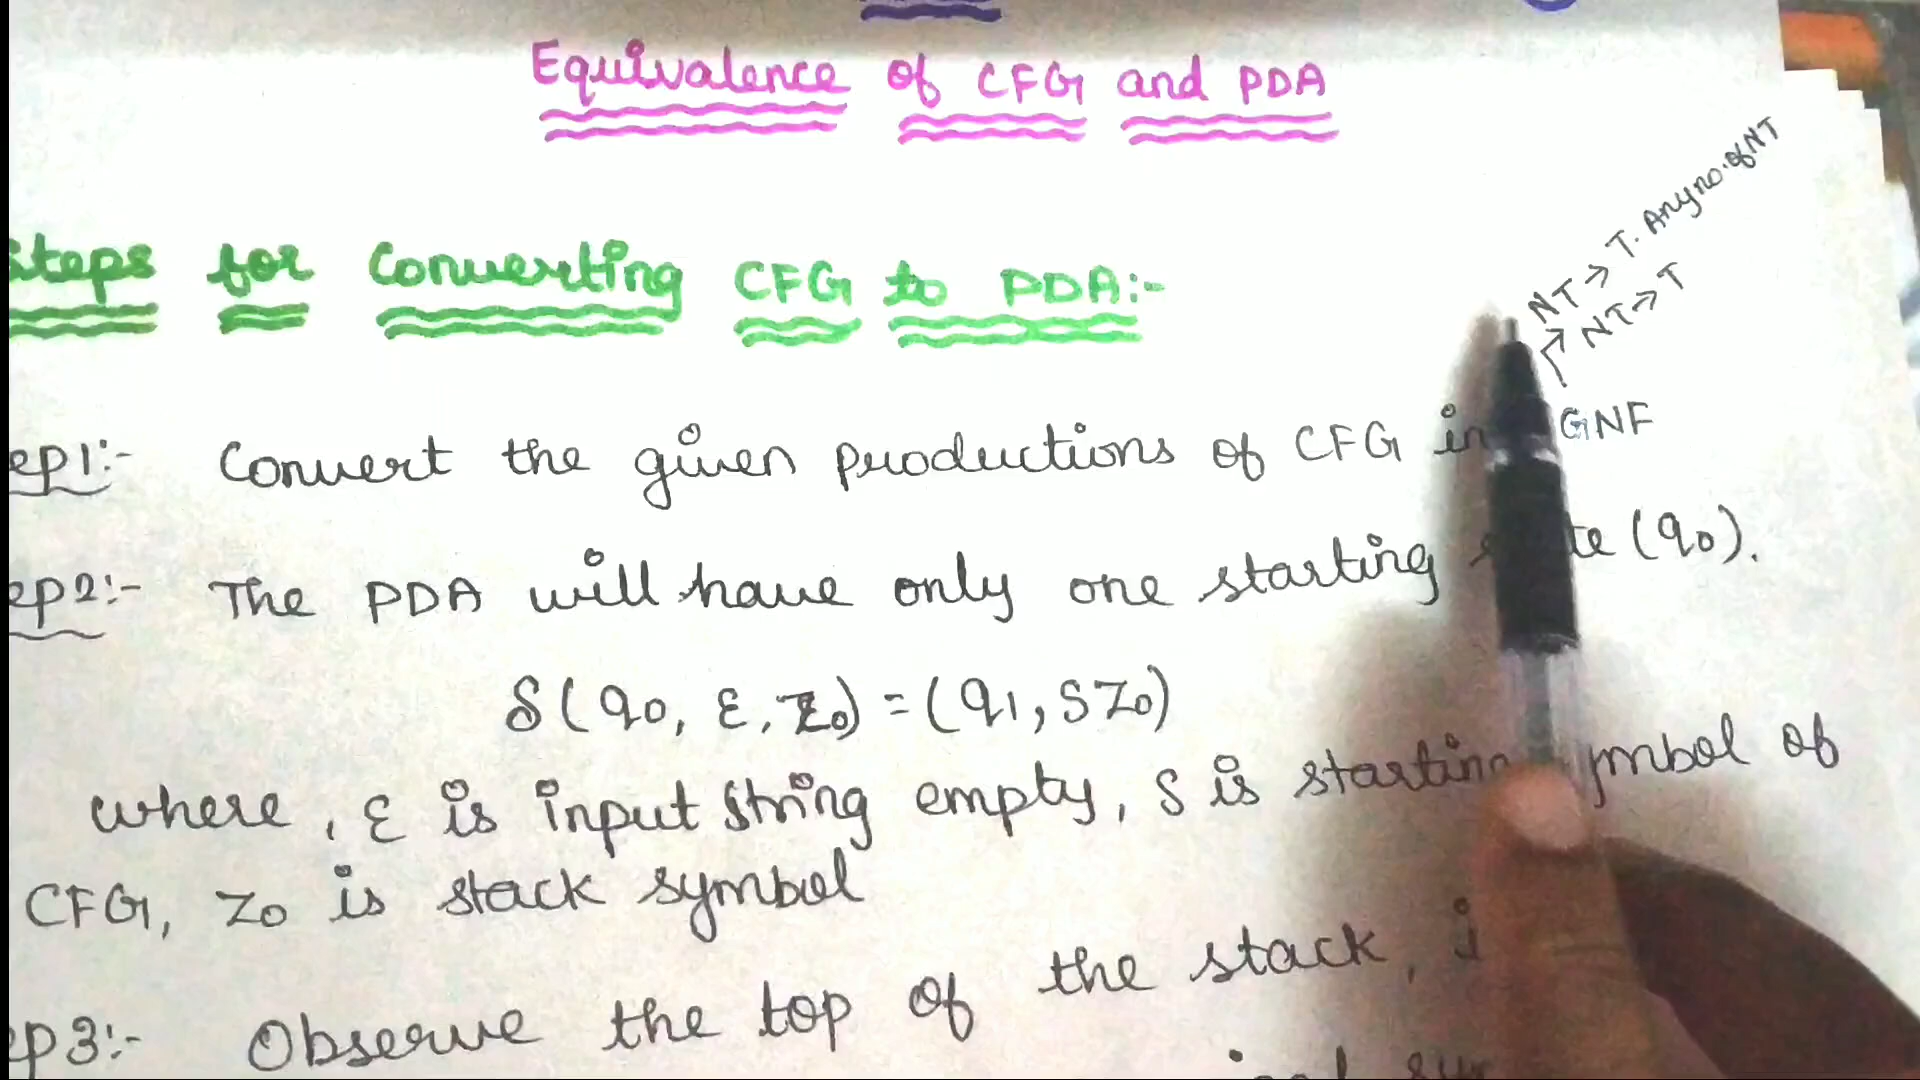 Equivalence of CFG and PDA
NT → T. Any no. of NT
NT → T
steps for Converting CFG to PDA:-
ep1:- Convert the given productions of CFG in GNF
ep2:- The PDA will have only one starting te (q0).
δ(q0, ε, z0) = (q1, SZ0)
where, ε is input string empty, S is starting ymbol of
CFG, Z0 is stack symbol
ep3:- Observe the top of the stack, i